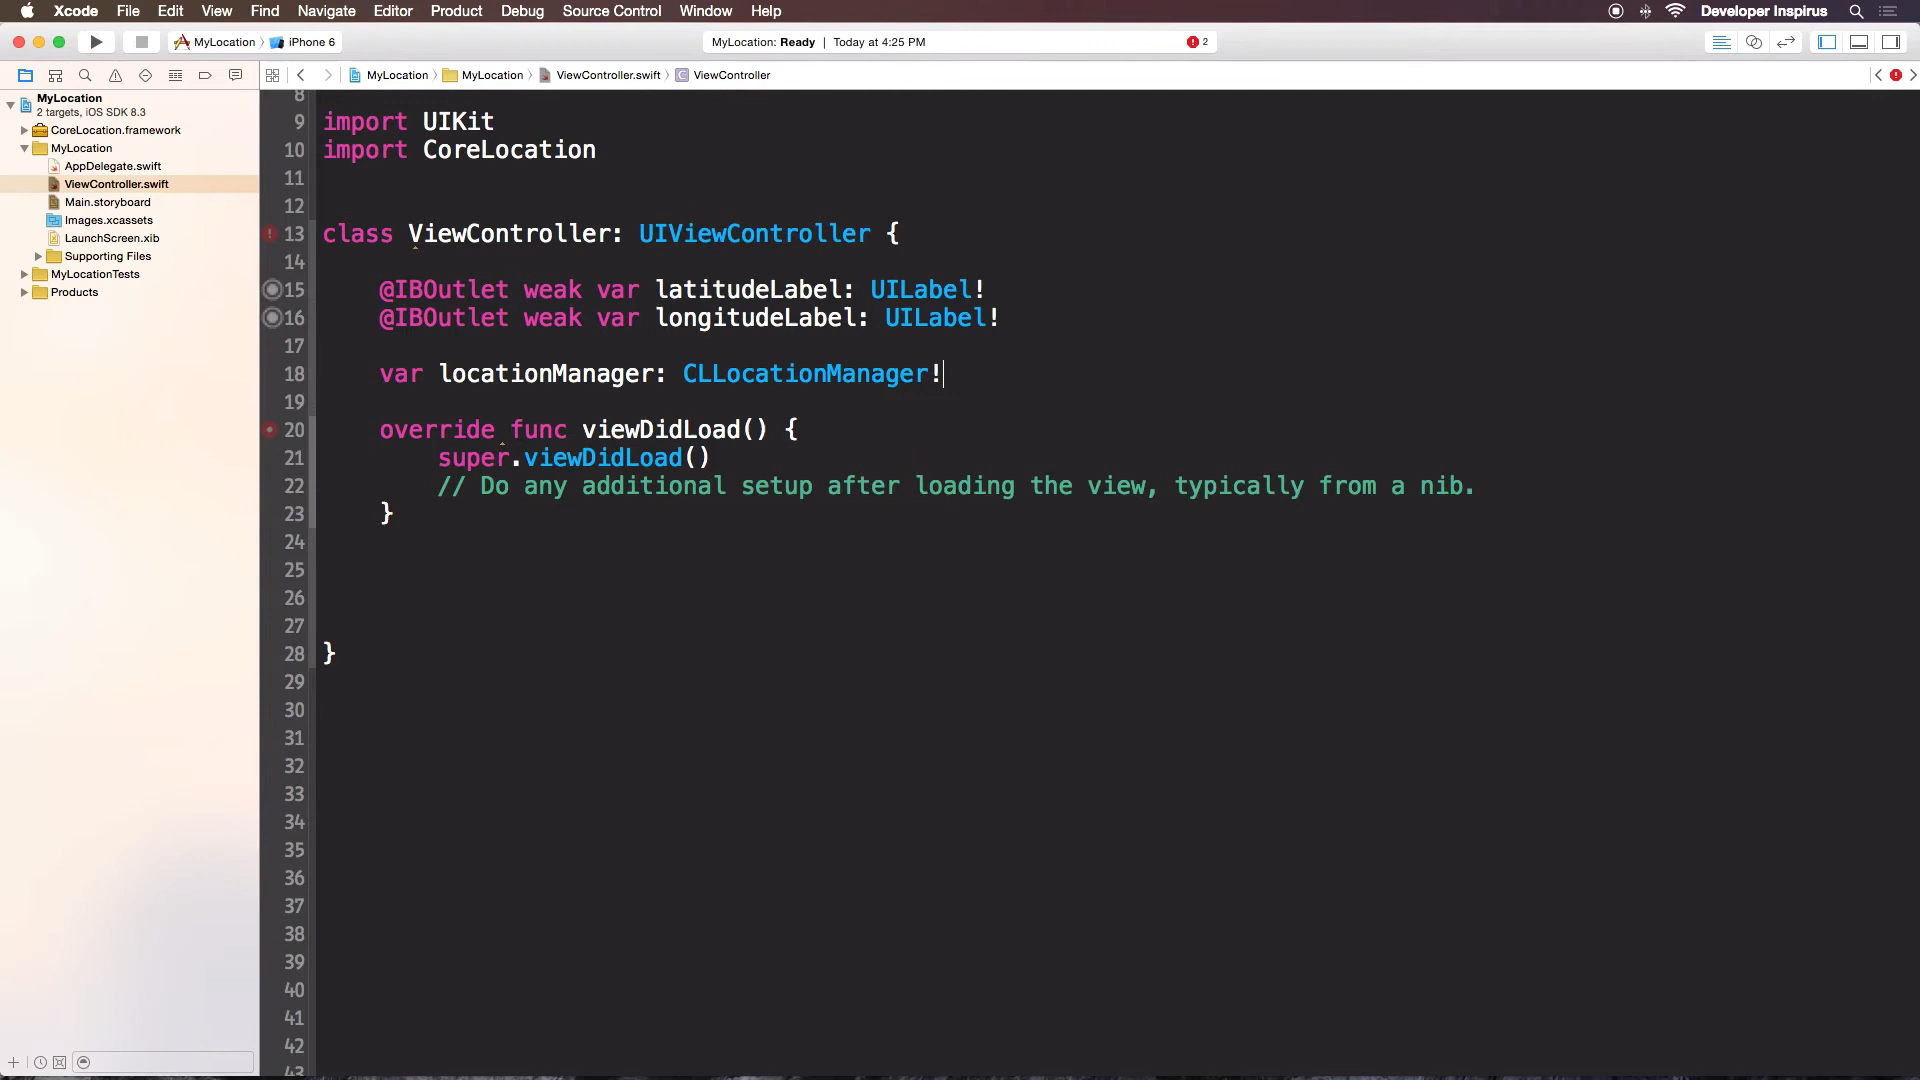 Xcode File Edit View Find Navigate Editor Product Debug Source Control Window Help Developer Inspirus
MyLocation 〉 iPhone 6 MyLocation: Ready | Today at 4:25 PM 2
MyLocation 〉 MyLocation 〉 ViewController.swift 〉 C ViewController
MyLocation
2 targets, iOS SDK 8.3
CoreLocation.framework
MyLocation
AppDelegate.swift
ViewController.swift
Main.storyboard
Images.xcassets
LaunchScreen.xib
Supporting Files
MyLocationTests
Products
8
9 import UIKit
10 import CoreLocation
11
12
13 class ViewController: UIViewController {
14
15 @IBOutlet weak var latitudeLabel: UILabel!
16 @IBOutlet weak var longitudeLabel: UILabel!
17
18 var locationManager: CLLocationManager!
19
20 override func viewDidLoad() {
21 super.viewDidLoad()
22 // Do any additional setup after loading the view, typically from a nib.
23 }
24
25
26
27
28 }
29
30
31
32
33
34
35
36
37
38
39
40
41
42
43